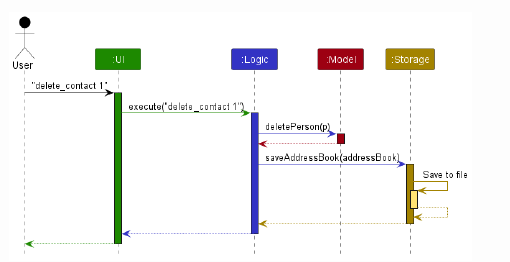 User
:UI
:Logic
:Model
:Storage
"delete_contact 1"
execute("delete_contact 1")
deletePerson(p)
saveAddressBook(addressBook)
Save to file